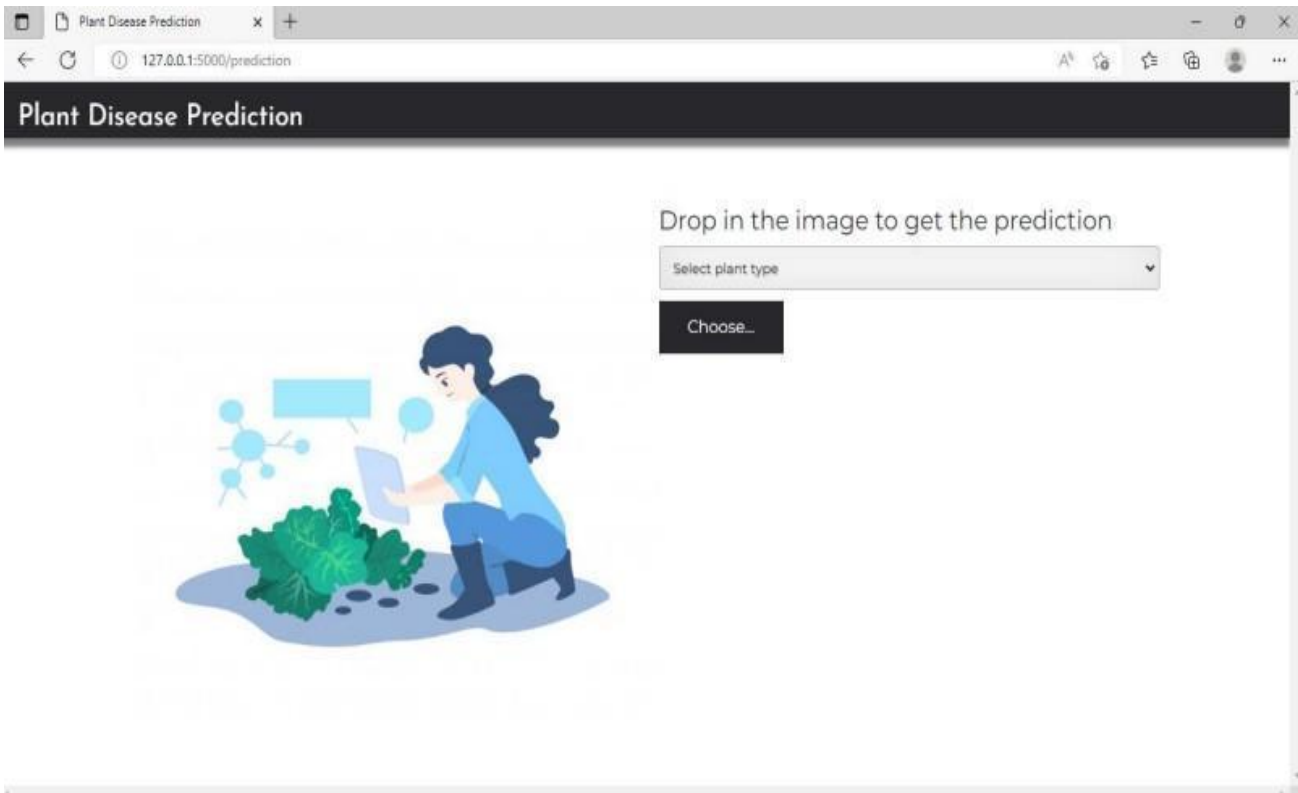 Plant Disease Prediction
127.0.0.1:5000/prediction
Plant Disease Prediction
Drop in the image to get the prediction
Select plant type
Choose...